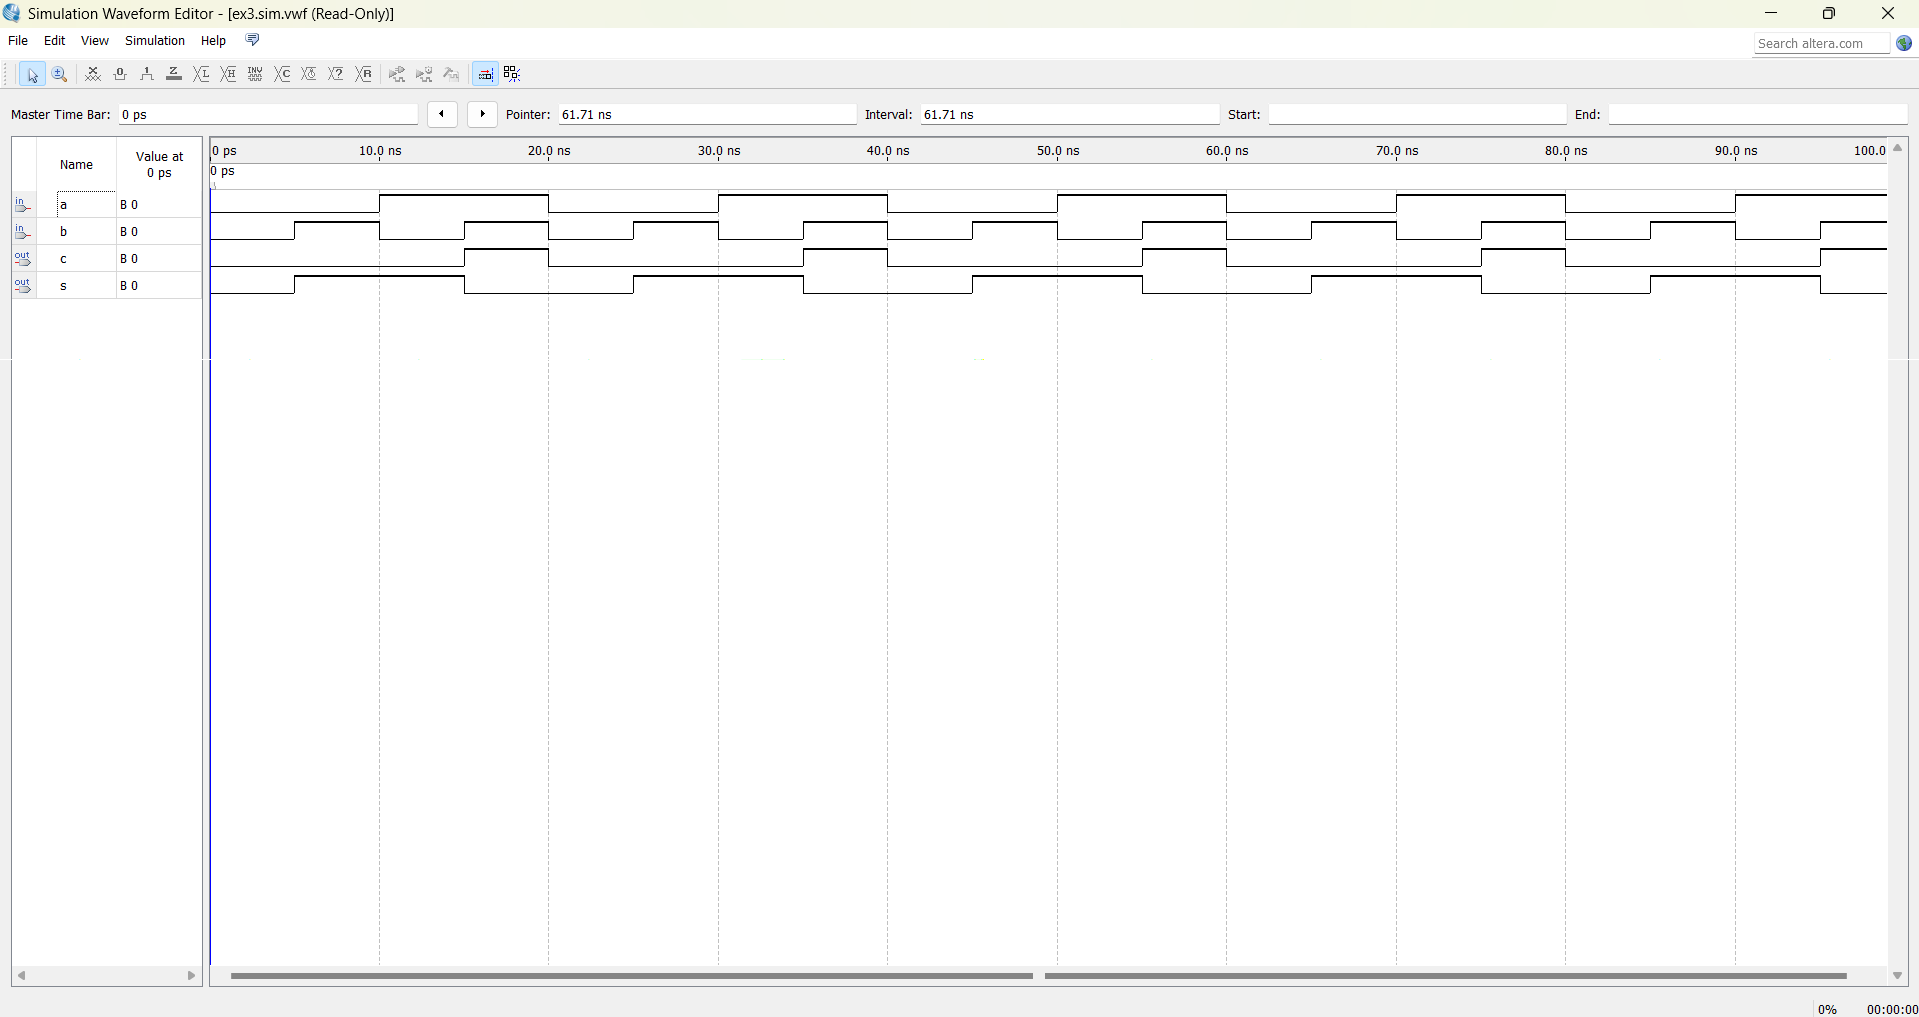 Simulation Waveform Editor - [ex3.sim.vwf (Read-Only)]
File Edit View Simulation Help
Search altera.com
Master Time Bar: 0 ps Pointer: 61.71 ns Interval: 61.71 ns Start: End:
Name Value at 0 ps
0 ps 10.0 ns 20.0 ns 30.0 ns 40.0 ns 50.0 ns 60.0 ns 70.0 ns 80.0 ns 90.0 ns 100.0
0 ps
in a B 0
in b B 0
out c B 0
out s B 0
0% 00:00:00